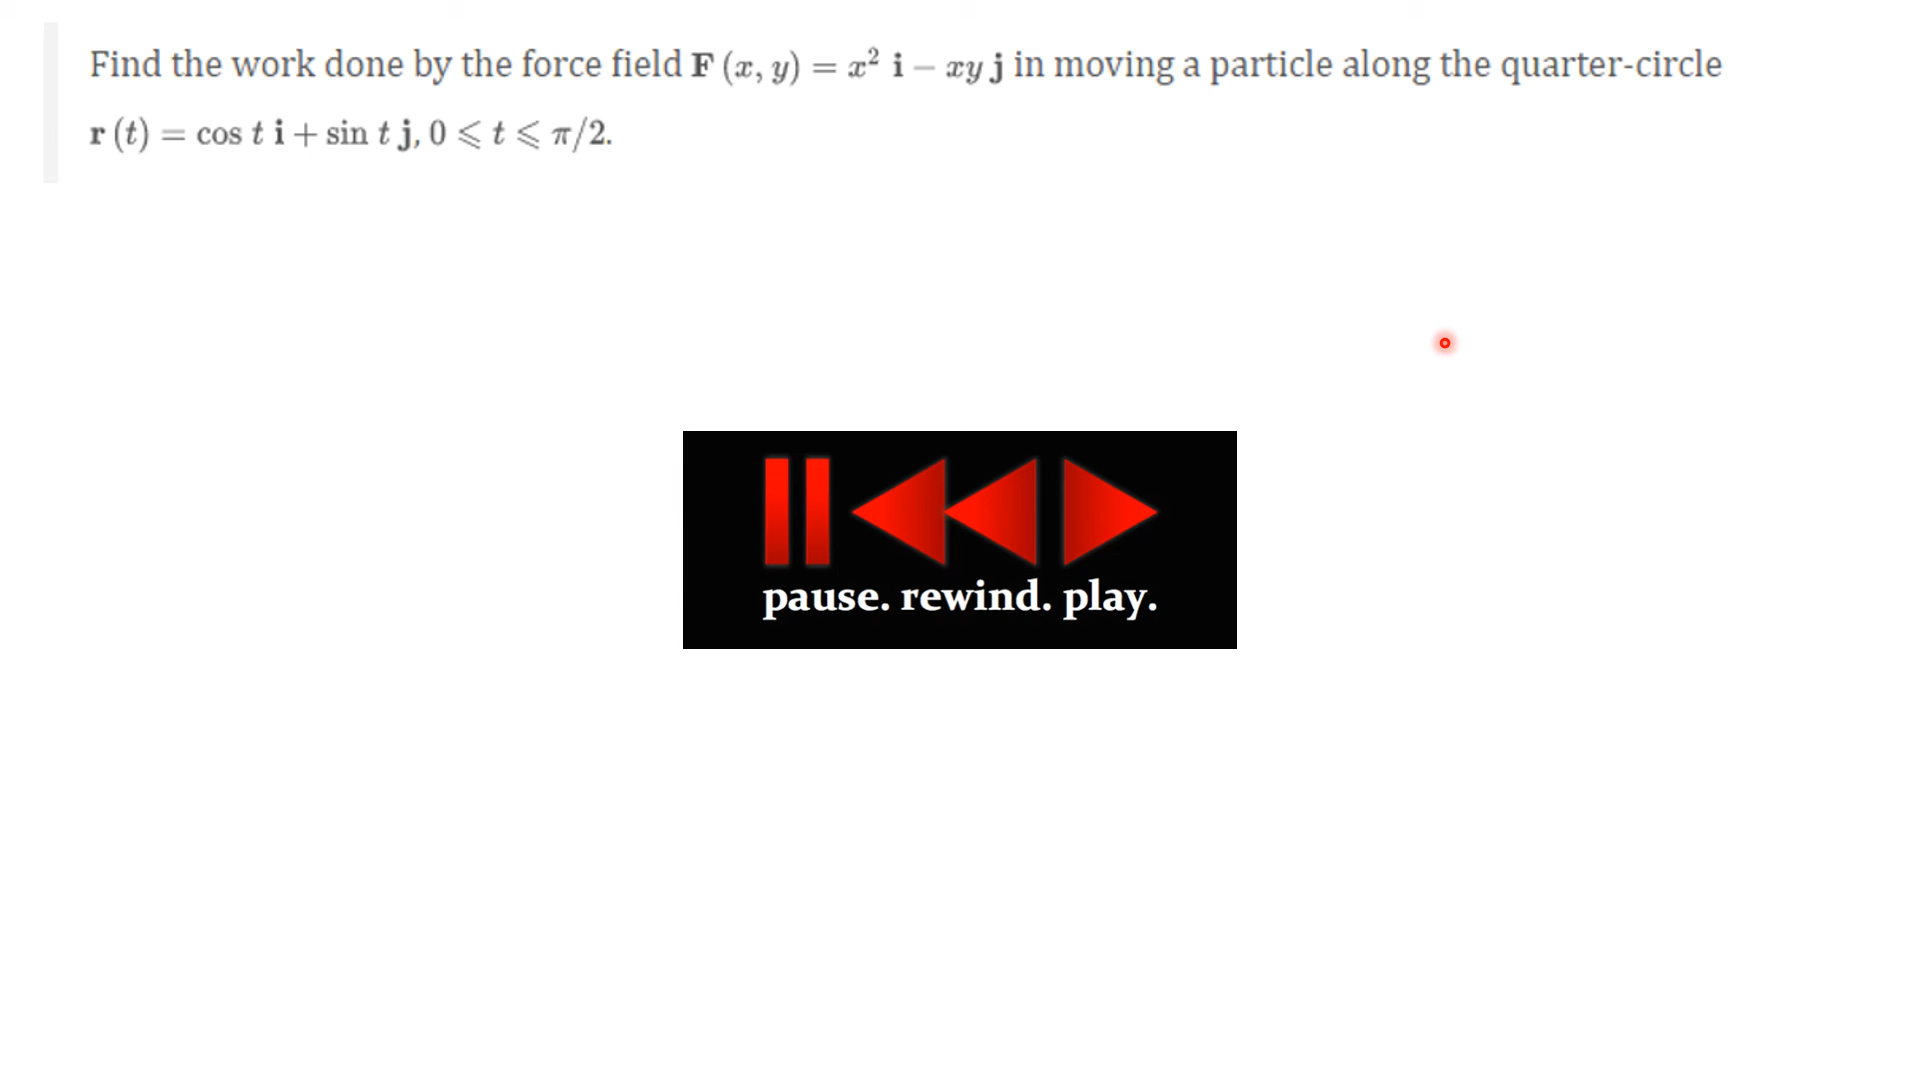 Find the work done by the force field F (x, y) = x² i – xy j in moving a particle along the quarter-circle
r (t) = cos t i + sin t j, 0 ⩽ t ⩽ π/2.
pause. rewind. play.